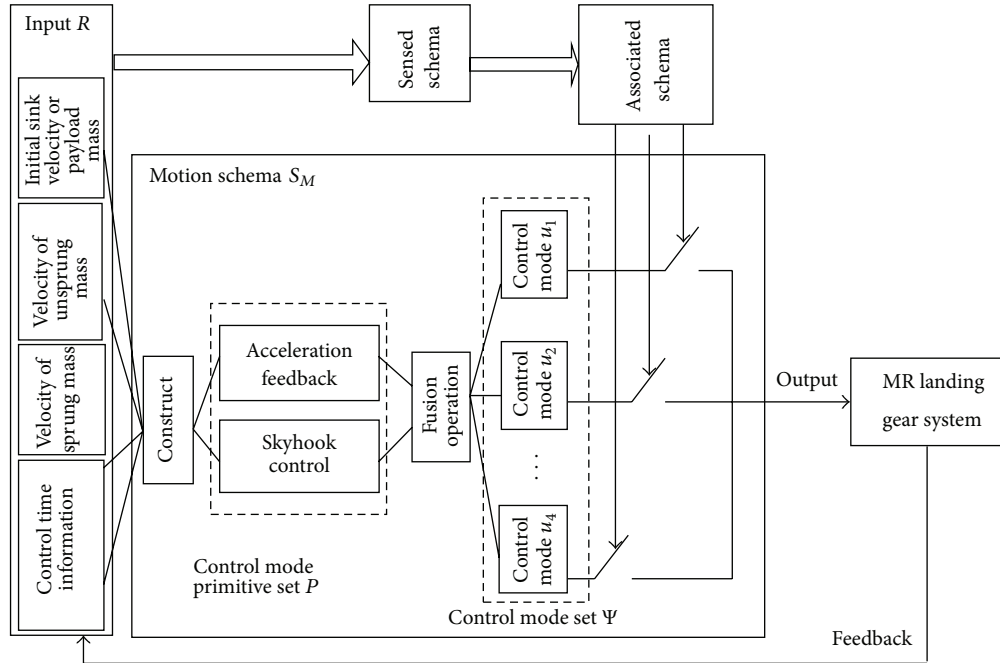 Input R
Sensed
schema
Associated
schema
Initial sink
velocity or
payload
mass
Motion schema S_M
Velocity of
unsprung
mass
Velocity of
sprung mass
Control time
information
Construct
Acceleration
feedback
Skyhook
control
Control mode
primitive set P
Fusion
operation
Control
mode u_1
Control
mode u_2
. . .
Control
mode u_4
Control mode set Ψ
Output
MR landing
gear system
Feedback